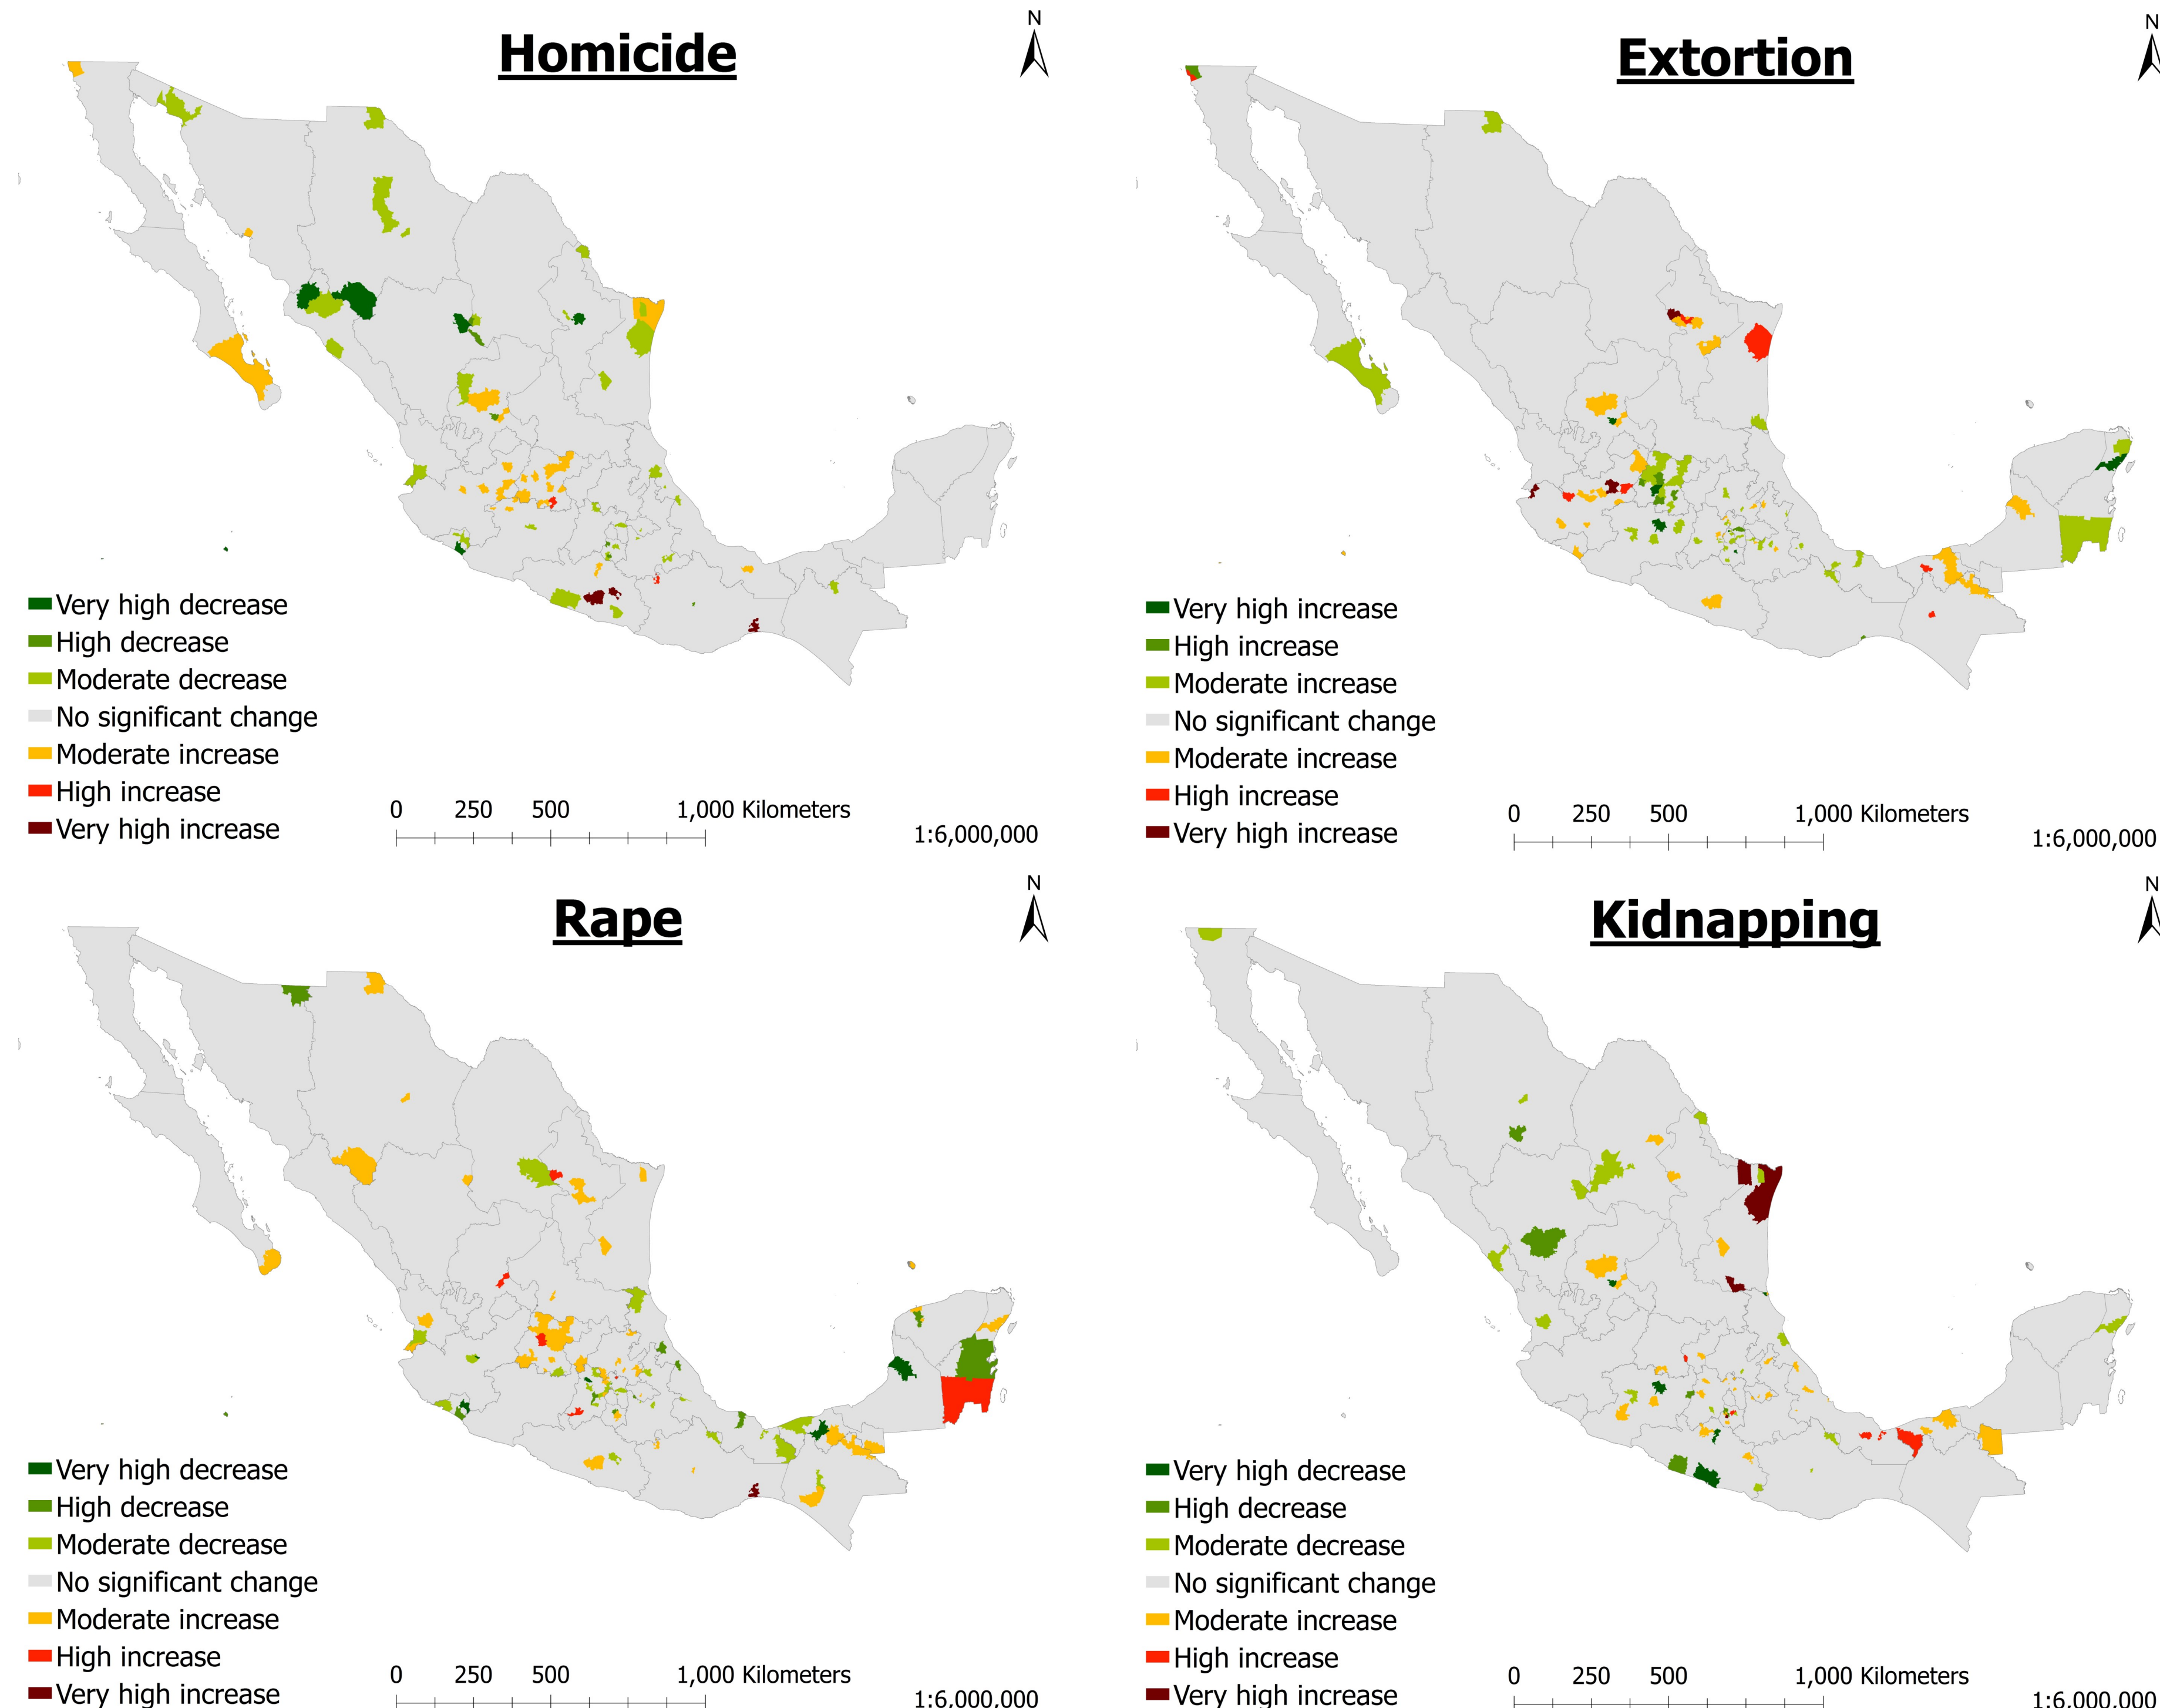 N
Homicide
Very high decrease
High decrease
Moderate decrease
No significant change
Moderate increase
High increase
Very high increase
0 250 500 1,000 Kilometers
1:6,000,000
N
Extortion
Very high increase
High increase
Moderate increase
No significant change
Moderate increase
High increase
Very high increase
0 250 500 1,000 Kilometers
1:6,000,000
N
Rape
Very high decrease
High decrease
Moderate decrease
No significant change
Moderate increase
High increase
Very high increase
0 250 500 1,000 Kilometers
1:6,000,000
N
Kidnapping
Very high decrease
High decrease
Moderate decrease
No significant change
Moderate increase
High increase
Very high increase
0 250 500 1,000 Kilometers
1:6,000,000